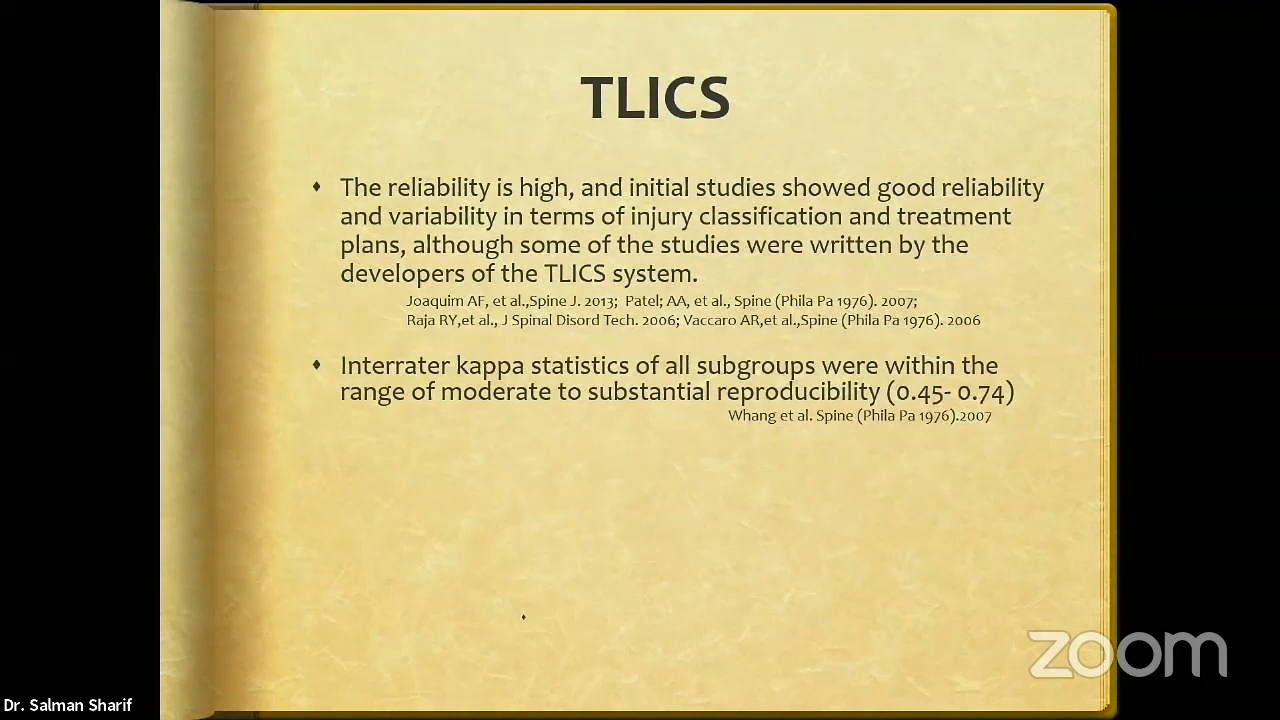 TLICS
The reliability is high, and initial studies showed good reliability
and variability in terms of injury classification and treatment
plans, although some of the studies were written by the
developers of the TLICS system.
Joaquim AF, et al.,Spine J. 2013;  Patel; AA, et al., Spine (Phila Pa 1976). 2007;
Raja RY,et al., J Spinal Disord Tech. 2006; Vaccaro AR,et al.,Spine (Phila Pa 1976). 2006
Interrater kappa statistics of all subgroups were within the
range of moderate to substantial reproducibility (0.45- 0.74)
Whang et al. Spine (Phila Pa 1976).2007
zoom
Dr. Salman Sharif